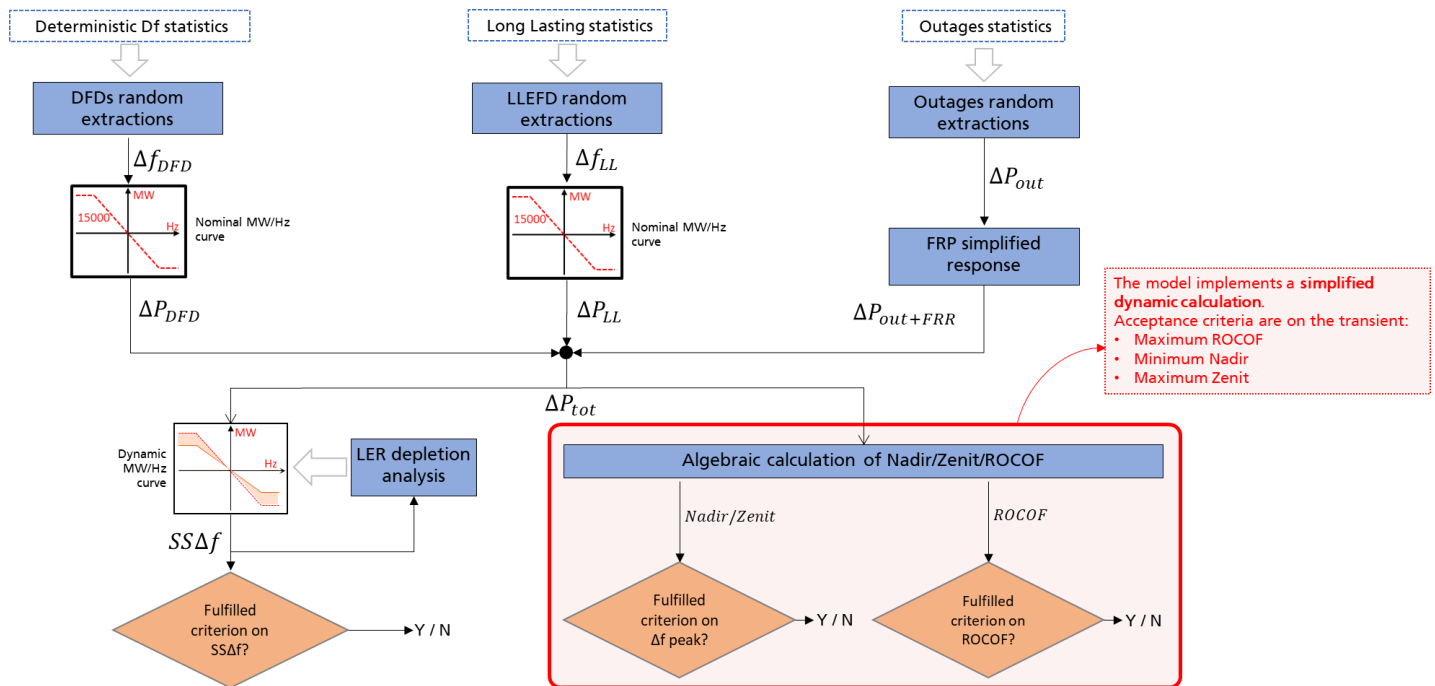 Deterministic Df statistics
Long Lasting statistics
Outages statistics
DFDs random
extractions
LLEFD random
extractions
Outages random
extractions
Δf_DFD
Δf_LL
ΔP_out
MW
15000
Hz
Nominal MW/Hz
curve
MW
15000
Hz
Nominal MW/Hz
curve
FRP simplified
response
ΔP_DFD
ΔP_LL
ΔP_out+FRR
The model implements a simplified
dynamic calculation.
Acceptance criteria are on the transient:
• Maximum ROCOF
• Minimum Nadir
• Maximum Zenit
ΔP_tot
Dynamic
MW/Hz
curve
MW
Hz
LER depletion
analysis
Algebraic calculation of Nadir/Zenit/ROCOF
Nadir/Zenit
ROCOF
SSΔf
Fulfilled
criterion on
SSΔf?
Y / N
Fulfilled
criterion on
Δf peak?
Y / N
Fulfilled
criterion on
ROCOF?
Y / N